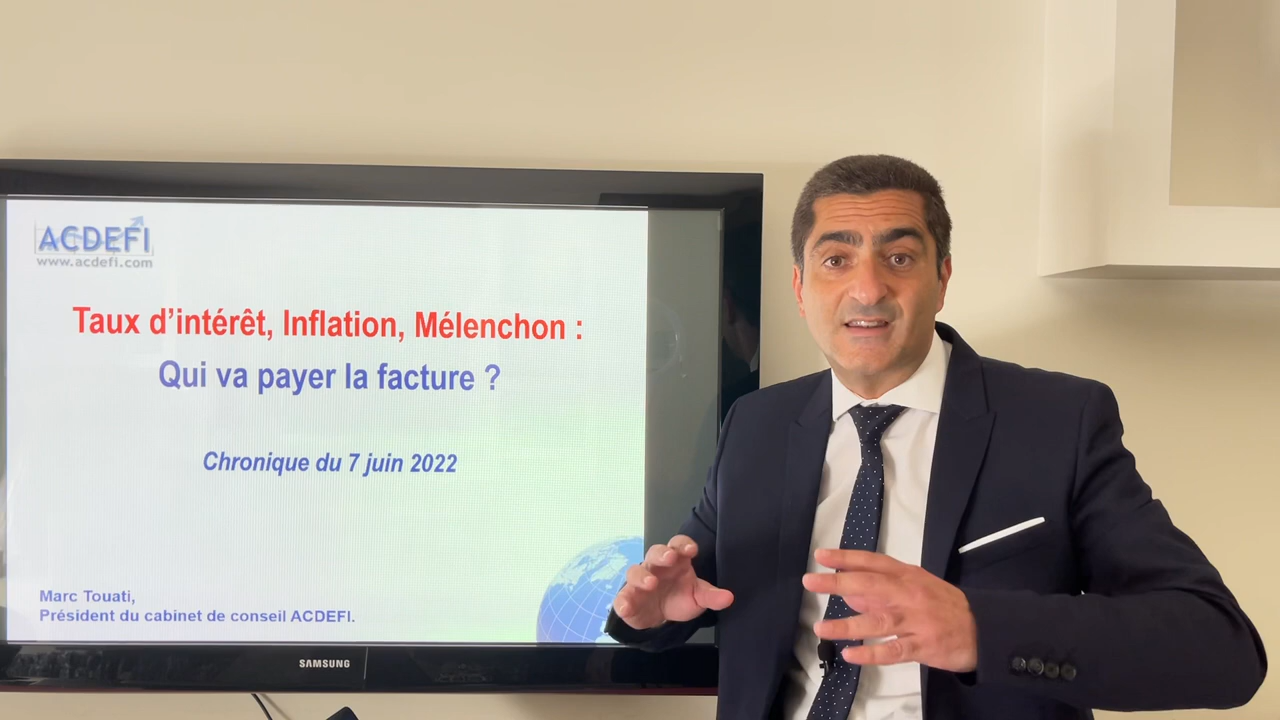 ACDEFI
www.acdefi.com
Taux d'intérêt, Inflation, Mélenchon :
Qui va payer la facture ?
Chronique du 7 juin 2022
Marc Touati,
Président du cabinet de conseil ACDEFI.
SAMSUNG